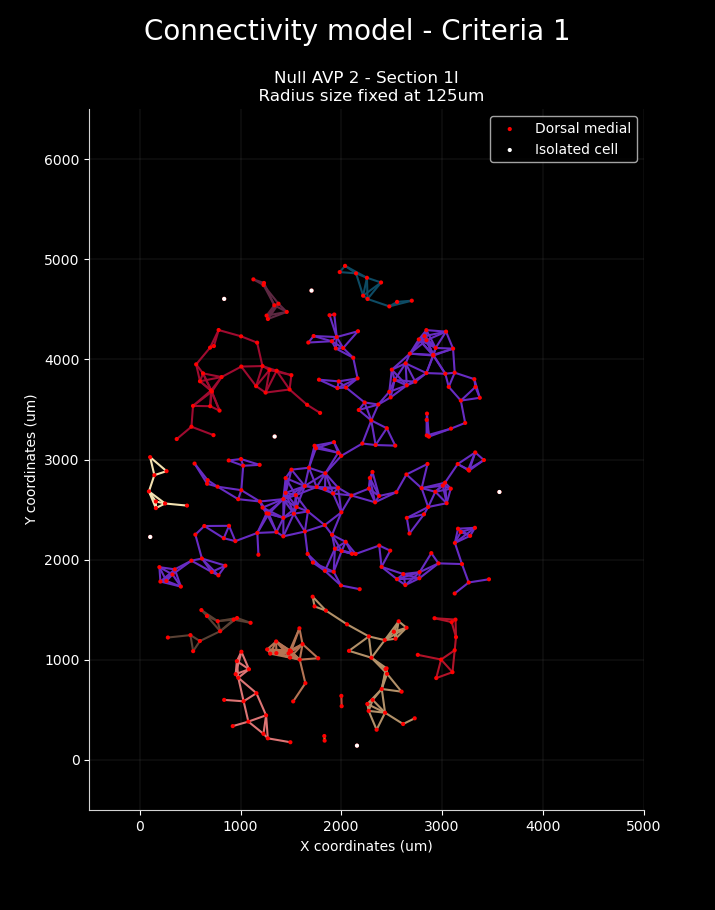 Connectivity model - Criteria 1
Null AVP 2 - Section 1I
Radius size fixed at 125um
Dorsal medial
Isolated cell
6000
5000
4000
3000
2000
1000
0
Y coordinates (um)
0 1000 2000 3000 4000 5000
X coordinates (um)